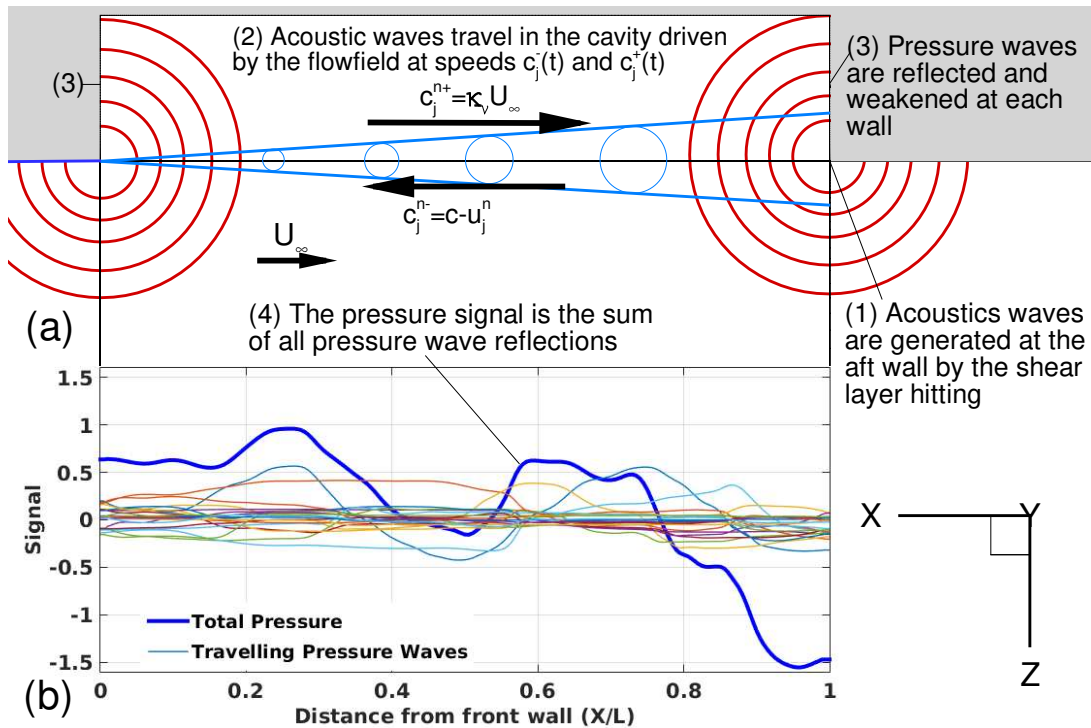 (2) Acoustic waves travel in the cavity driven
by the flowfield at speeds c_j^-(t) and c_j^+(t)
(3)
c_j^{n+}=κ_νU_∞
c_j^{n-}=c-u_j^n
U_∞
(3) Pressure waves
are reflected and
weakened at each
wall
(a)
(4) The pressure signal is the sum
of all pressure wave reflections
(1) Acoustics waves
are generated at the
aft wall by the shear
layer hitting
1.5
1
0.5
0
-0.5
-1
-1.5
Signal
Total Pressure
Travelling Pressure Waves
(b)
0
0.2
0.4
0.6
0.8
1
Distance from front wall (X/L)
X
Y
Z